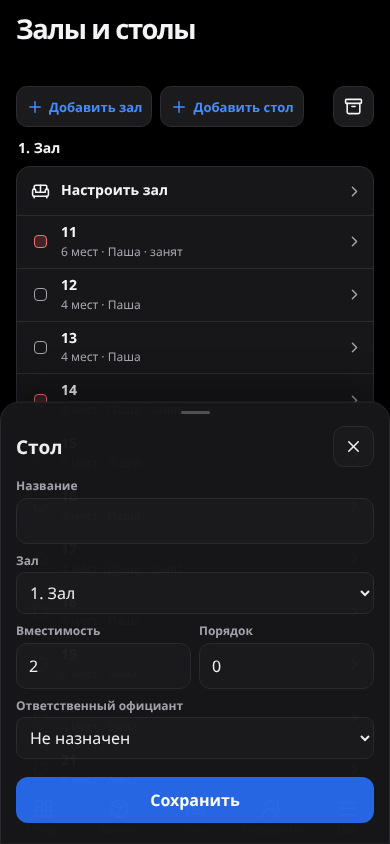 Залы и столы
Добавить зал
Добавить стол
1. Зал
Настроить зал
11
6 мест · Паша · занят
12
4 мест · Паша
13
4 мест · Паша
14
Стол
Название
Зал
1. Зал
Вместимость
Порядок
2
0
Ответственный официант
Не назначен
Сохранить